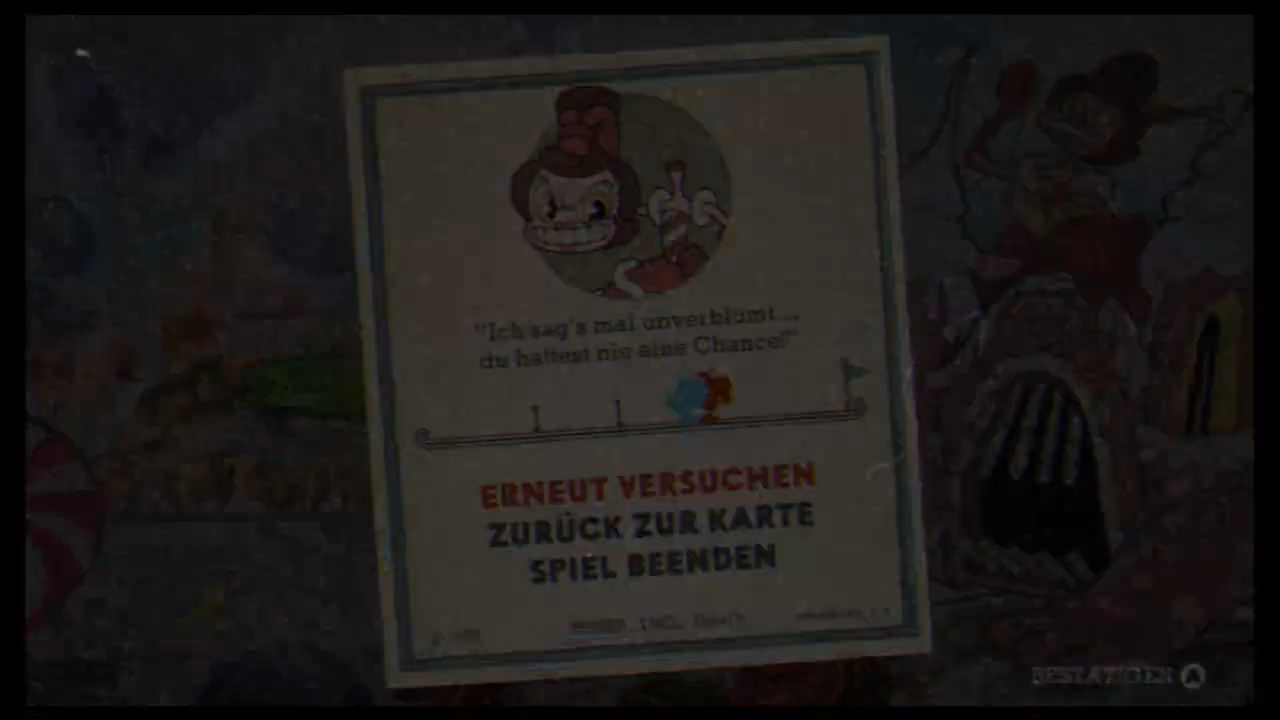 "Ich sag's mal unverblümt...
du hattest nie eine Chance!"
ERNEUT VERSUCHEN
ZURÜCK ZUR KARTE
SPIEL BEENDEN
BESTÄTIGEN A